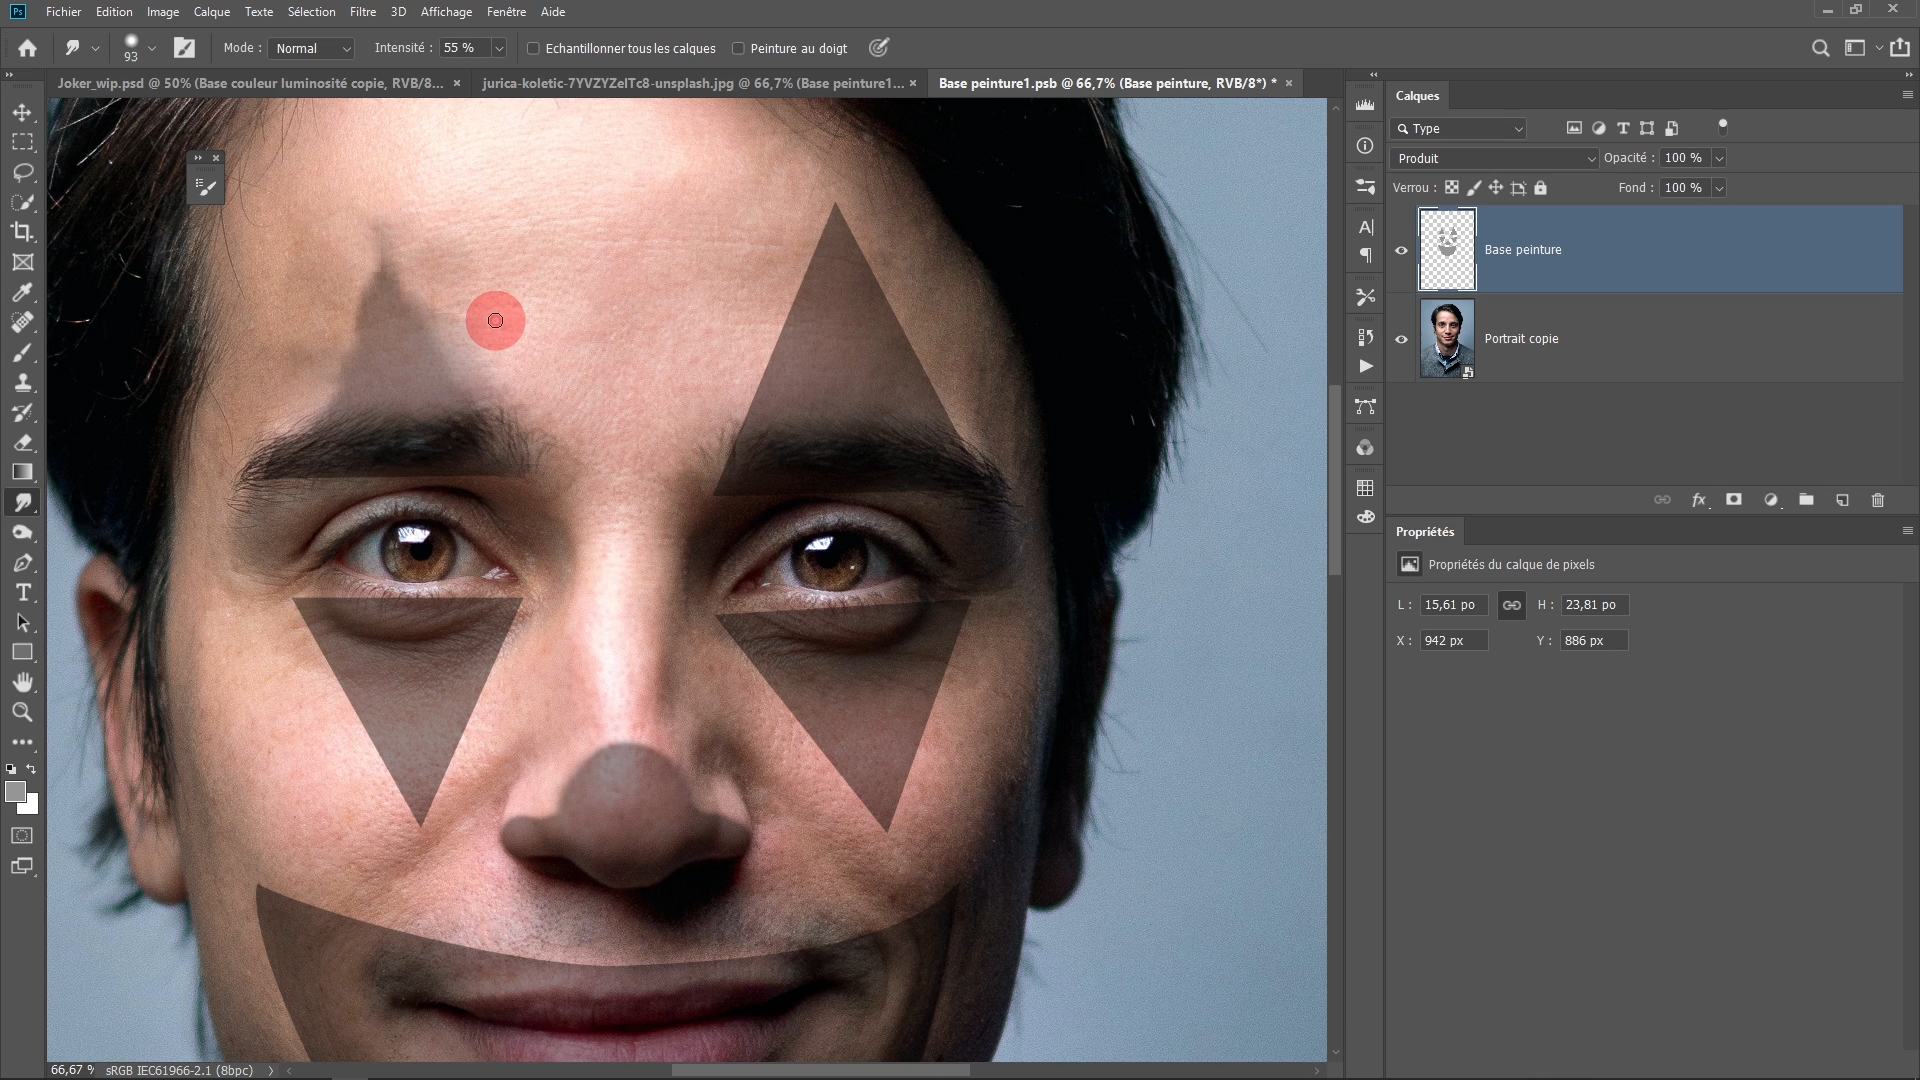 Ps Fichier Edition Image Calque Texte Sélection Filtre 3D Affichage Fenêtre Aide
93 Mode : Normal Intensité : 55 % Echantillonner tous les calques Peinture au doigt
Joker_wip.psd @ 50% (Base couleur luminosité copie, RVB/8... × jurica-koletic-7YVZYZeITc8-unsplash.jpg @ 66,7% (Base peinture1... × Base peinture1.psb @ 66,7% (Base peinture, RVB/8*) * ×
Calques
Type
Produit Opacité : 100 %
Verrou : Fond : 100 %
Base peinture
Portrait copie
fx
Propriétés
Propriétés du calque de pixels
L : 15,61 po H : 23,81 po
X : 942 px Y : 886 px
66,67 % sRGB IEC61966-2.1 (8bpc)